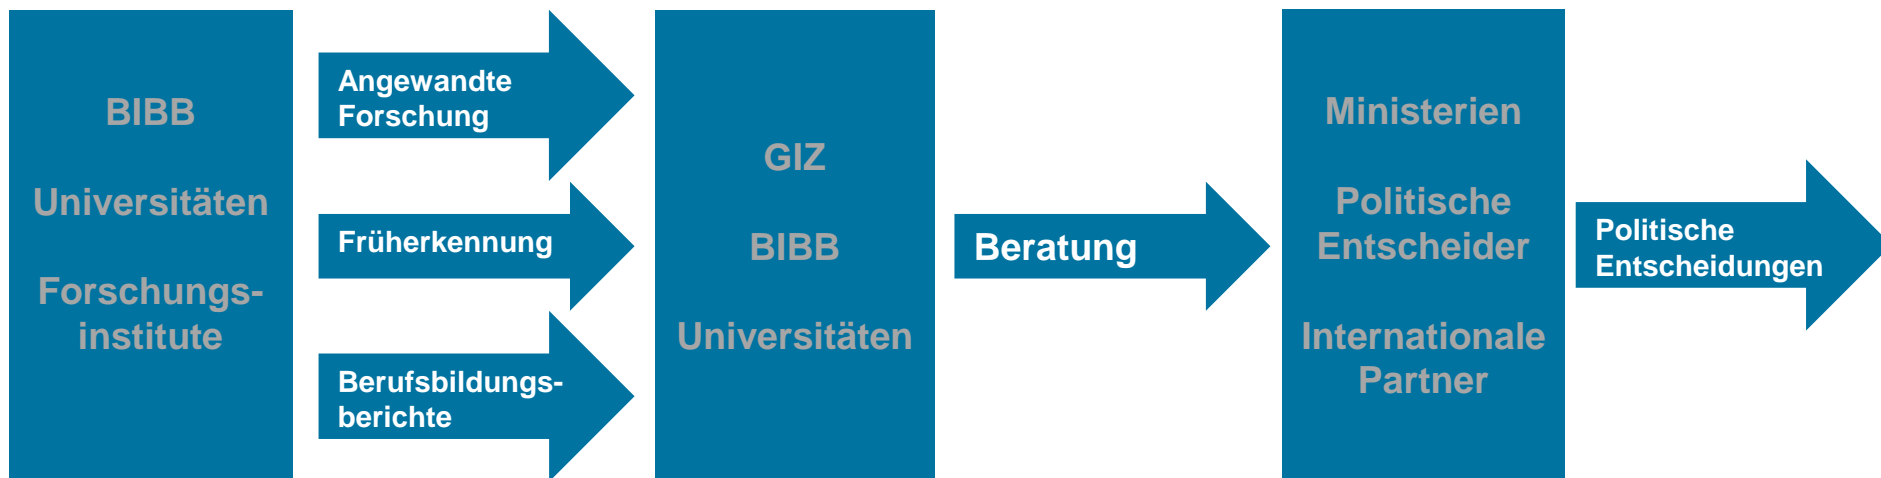 BIBB
Universitäten
Forschungs-
institute
Angewandte
Forschung
Früherkennung
Berufsbildungs-
berichte
GIZ
BIBB
Universitäten
Beratung
Ministerien
Politische
Entscheider
Internationale
Partner
Politische
Entscheidungen